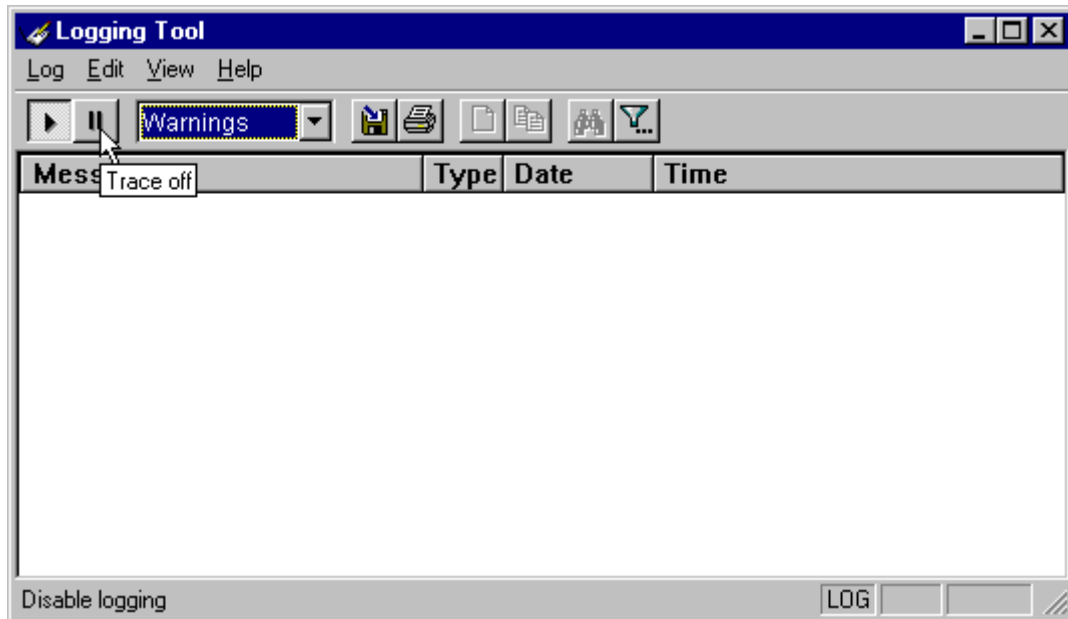 Logging Tool
Log Edit View Help
Warnings
Mess Type Date Time
Trace off
Disable logging LOG